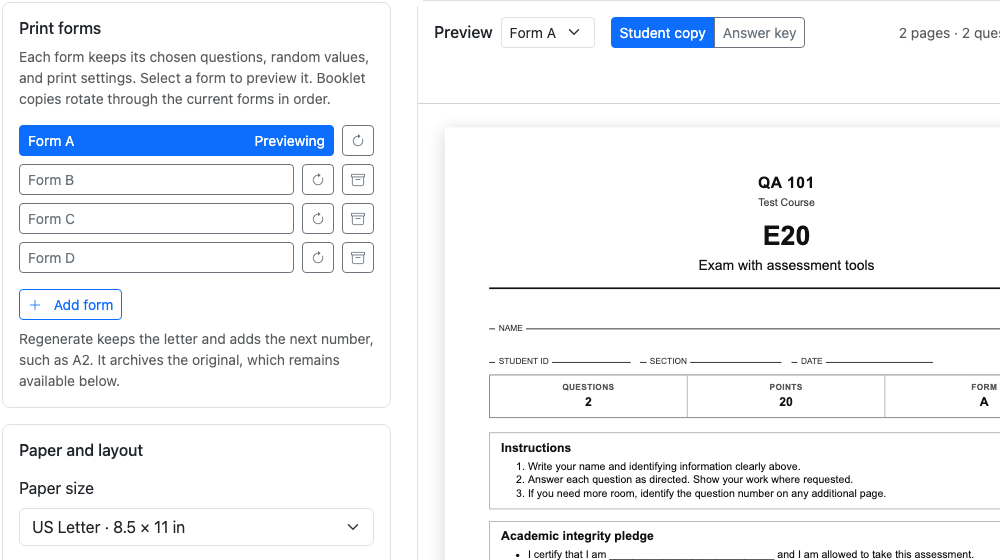 Print forms
Each form keeps its chosen questions, random values,
and print settings. Select a form to preview it. Booklet
copies rotate through the current forms in order.
Form A Previewing
Form B
Form C
Form D
+ Add form
Regenerate keeps the letter and adds the next number,
such as A2. It archives the original, which remains
available below.
Paper and layout
Paper size
US Letter · 8.5 × 11 in
Preview Form A Student copy Answer key 2 pages · 2 ques
QA 101
Test Course
E20
Exam with assessment tools
NAME
STUDENT ID SECTION DATE
QUESTIONS POINTS FORM
2 20 A
Instructions
1. Write your name and identifying information clearly above.
2. Answer each question as directed. Show your work where requested.
3. If you need more room, identify the question number on any additional page.
Academic integrity pledge
• I certify that I am ____________________________ and I am allowed to take this assessment.